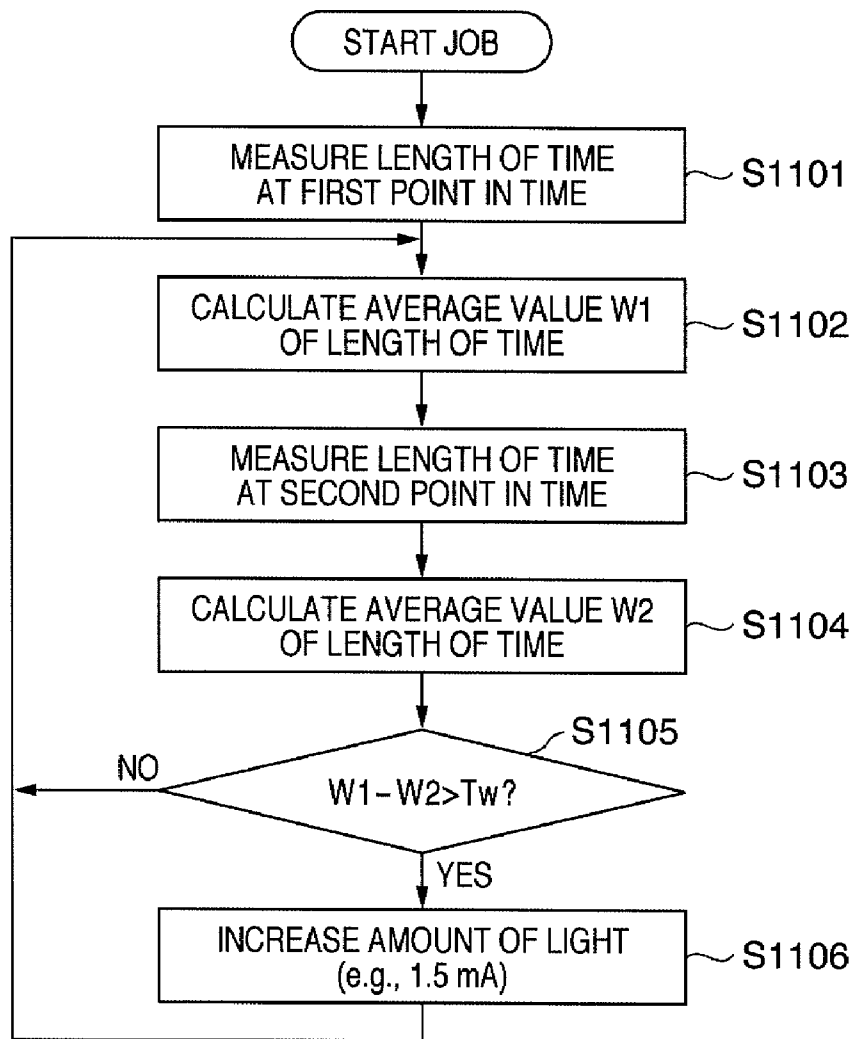 START JOB
MEASURE LENGTH OF TIME
AT FIRST POINT IN TIME
S1101
CALCULATE AVERAGE VALUE W1
OF LENGTH OF TIME
S1102
MEASURE LENGTH OF TIME
AT SECOND POINT IN TIME
S1103
CALCULATE AVERAGE VALUE W2
OF LENGTH OF TIME
S1104
S1105
NO
W1–W2>Tw?
YES
INCREASE AMOUNT OF LIGHT
(e.g., 1.5 mA)
S1106